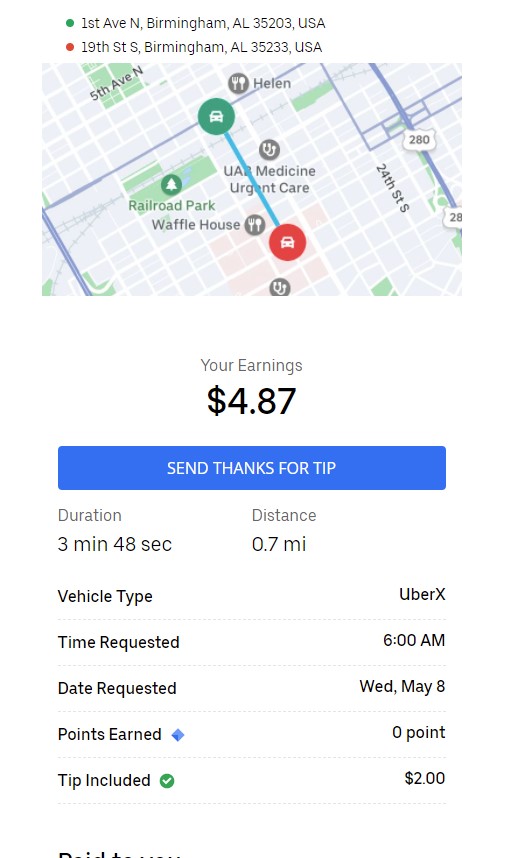 1st Ave N, Birmingham, AL 35203, USA
19th St S, Birmingham, AL 35233, USA
5th Ave N
Helen
280
UAB Medicine
Urgent Care
24th St S
Railroad Park
Waffle House
28
Your Earnings
$4.87
SEND THANKS FOR TIP
Duration
Distance
3 min 48 sec
0.7 mi
Vehicle Type
UberX
Time Requested
6:00 AM
Date Requested
Wed, May 8
Points Earned
0 point
Tip Included
$2.00
Paid to you